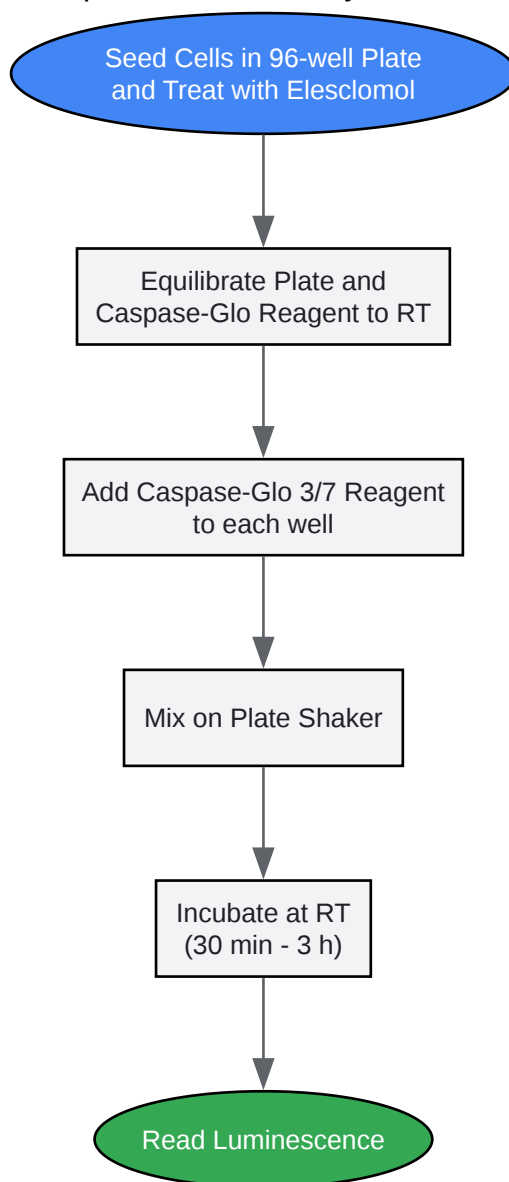 Seed Cells in 96-well Plate
and Treat with Elesclomol
Equilibrate Plate and
Caspase-Glo Reagent to RT
Add Caspase-Glo 3/7 Reagent
to each well
Mix on Plate Shaker
Incubate at RT
(30 min - 3 h)
Read Luminescence